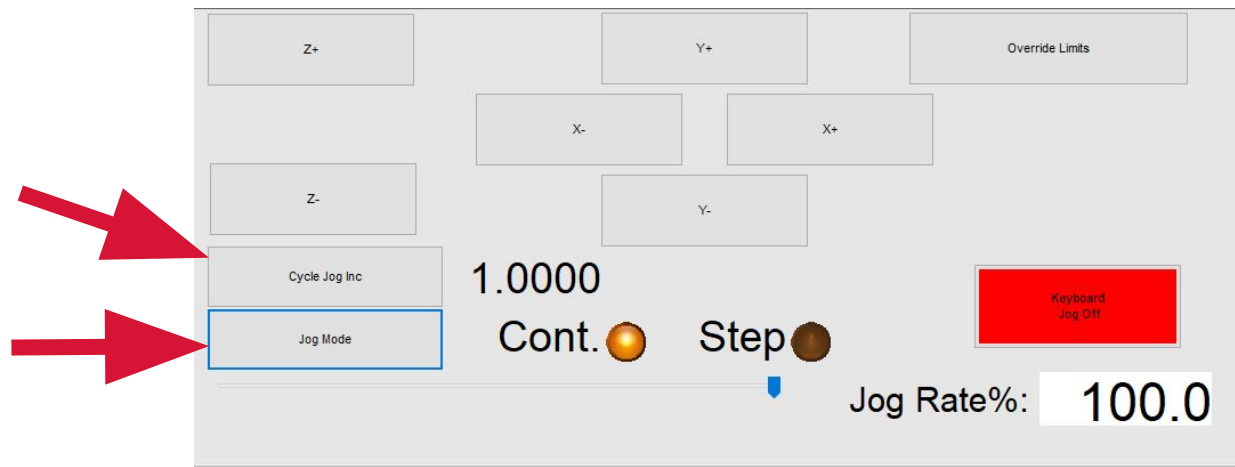 Z+
Y+
Override Limits
X-
X+
Z-
Y-
Cycle Jog Inc
1.0000
Keyboard
Jog Off
Jog Mode
Cont.
Step
Jog Rate%:
100.0